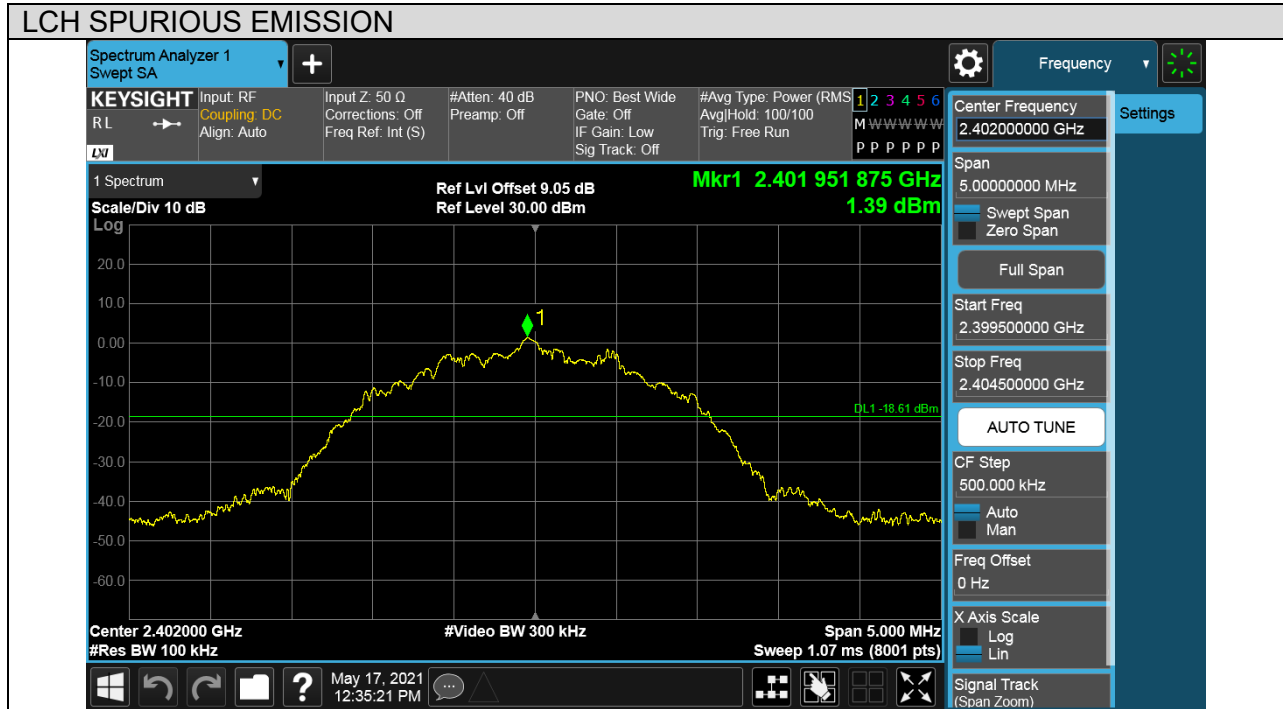 LCH SPURIOUS EMISSION
Spectrum Analyzer 1
Swept SA
Frequency
KEYSIGHT
R L
LXI
Input: RF
Coupling: DC
Align: Auto
Input Z: 50 Ω
Corrections: Off
Freq Ref: Int (S)
#Atten: 40 dB
Preamp: Off
PNO: Best Wide
Gate: Off
IF Gain: Low
Sig Track: Off
#Avg Type: Power (RMS
Avg|Hold: 100/100
Trig: Free Run
1 2 3 4 5 6
M W W W W W
P P P P P P
1 Spectrum
Scale/Div 10 dB
Ref Lvl Offset 9.05 dB
Ref Level 30.00 dBm
Mkr1 2.401 951 875 GHz
1.39 dBm
Log
20.0
10.0
0.00
-10.0
-20.0
-30.0
-40.0
-50.0
-60.0
1
DL1 -18.61 dBm
Center 2.402000 GHz
#Res BW 100 kHz
#Video BW 300 kHz
Span 5.000 MHz
Sweep 1.07 ms (8001 pts)
Center Frequency
2.402000000 GHz
Settings
Span
5.00000000 MHz
Swept Span
Zero Span
Full Span
Start Freq
2.399500000 GHz
Stop Freq
2.404500000 GHz
AUTO TUNE
CF Step
500.000 kHz
Auto
Man
Freq Offset
0 Hz
X Axis Scale
Log
Lin
Signal Track
(Span Zoom)
?
May 17, 2021
12:35:21 PM